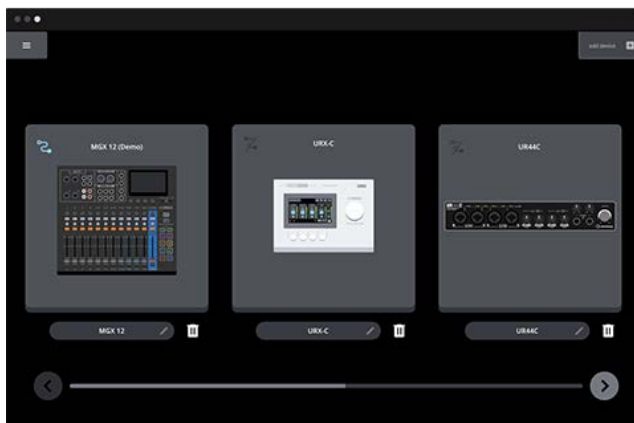 add device
MGX 12 (Demo)
URX-C
UR44C
MGX 12
URX-C
UR44C